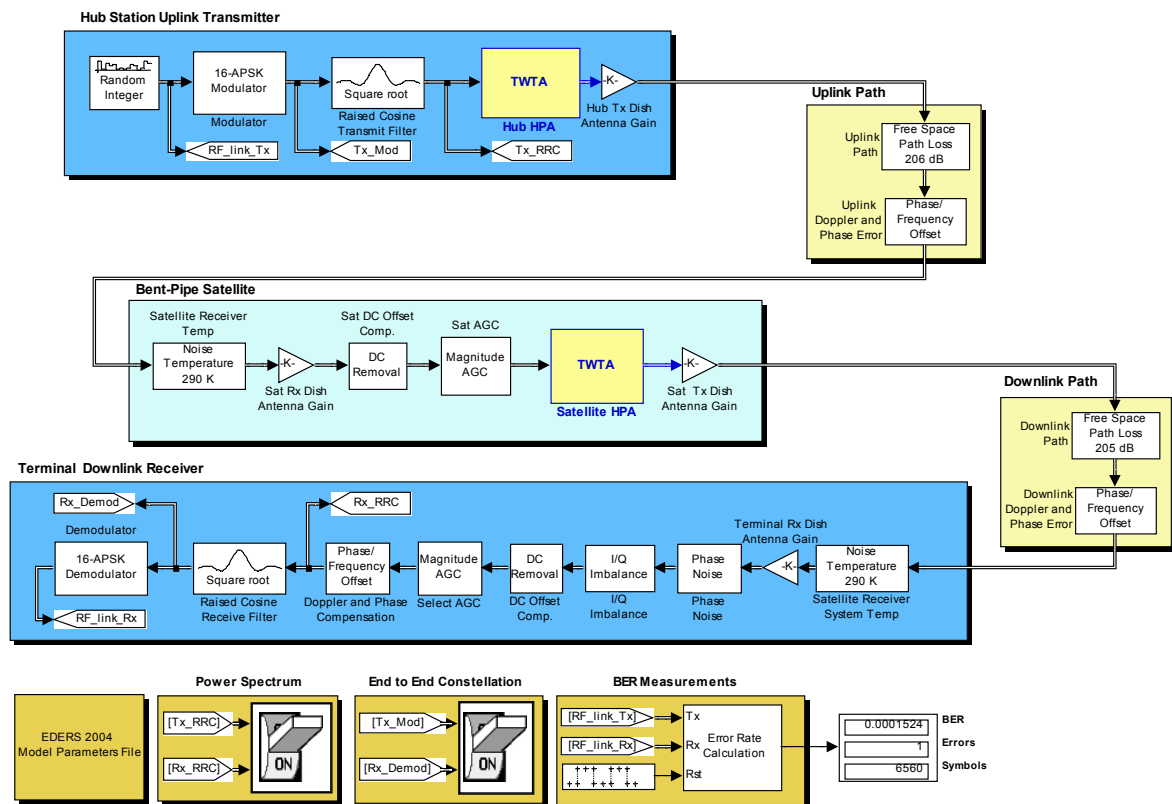 Hub Station Uplink Transmitter
Random
Integer
16-APSK
Modulator
Modulator
Square root
Raised Cosine
Transmit Filter
TWTA
Hub HPA
-K-
Hub Tx Dish
Antenna Gain
RF_link_Tx
Tx_Mod
Tx_RRC
Uplink Path
Uplink
Path
Free Space
Path Loss
206 dB
Uplink
Doppler and
Phase Error
Phase/
Frequency
Offset
Bent-Pipe Satellite
Satellite Receiver
Temp
Noise
Temperature
290 K
-K-
Sat Rx Dish
Antenna Gain
Sat DC Offset
Comp.
DC
Removal
Sat AGC
Magnitude
AGC
TWTA
Satellite HPA
-K-
Sat Tx Dish
Antenna Gain
Downlink Path
Downlink
Path
Free Space
Path Loss
205 dB
Downlink
Doppler and
Phase Error
Phase/
Frequency
Offset
Terminal Downlink Receiver
Rx_Demod
Rx_RRC
Demodulator
16-APSK
Demodulator
RF_link_Rx
Square root
Raised Cosine
Receive Filter
Phase/
Frequency
Offset
Doppler and Phase
Compensation
Magnitude
AGC
Select AGC
DC
Removal
DC Offset
Comp.
I/Q
Imbalance
I/Q
Imbalance
Phase
Noise
Phase
Noise
Terminal Rx Dish
Antenna Gain
-K-
Noise
Temperature
290 K
Satellite Receiver
System Temp
EDERS 2004
Model Parameters File
Power Spectrum
[Tx_RRC]
[Rx_RRC]
ON
End to End Constellation
[Tx_Mod]
[Rx_Demod]
ON
BER Measurements
[RF_link_Tx]
[RF_link_Rx]
Tx
Rx
Rst
Error Rate
Calculation
0.0001524
1
6560
BER
Errors
Symbols